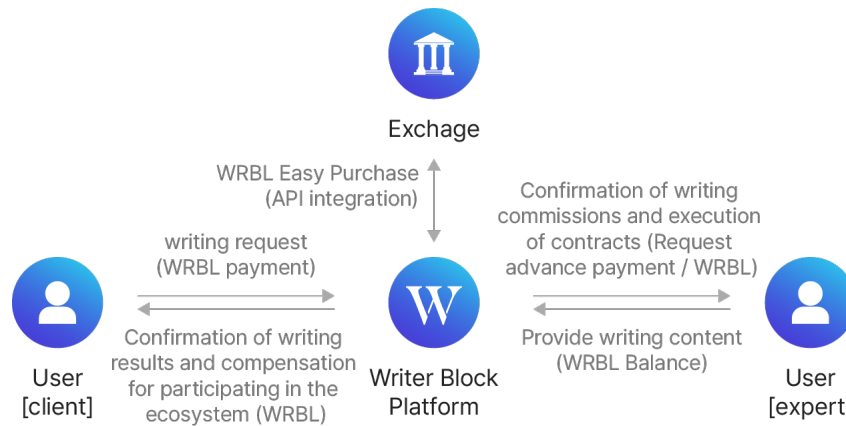 Exchage
WRBL Easy Purchase
(API integration)
Confirmation of writing
commissions and execution
of contracts (Request
advance payment / WRBL)
writing request
(WRBL payment)
W
Confirmation of writing
results and compensation
for participating in the
ecosystem (WRBL)
Provide writing content
(WRBL Balance)
User
[client]
Writer Block
Platform
User
[expert